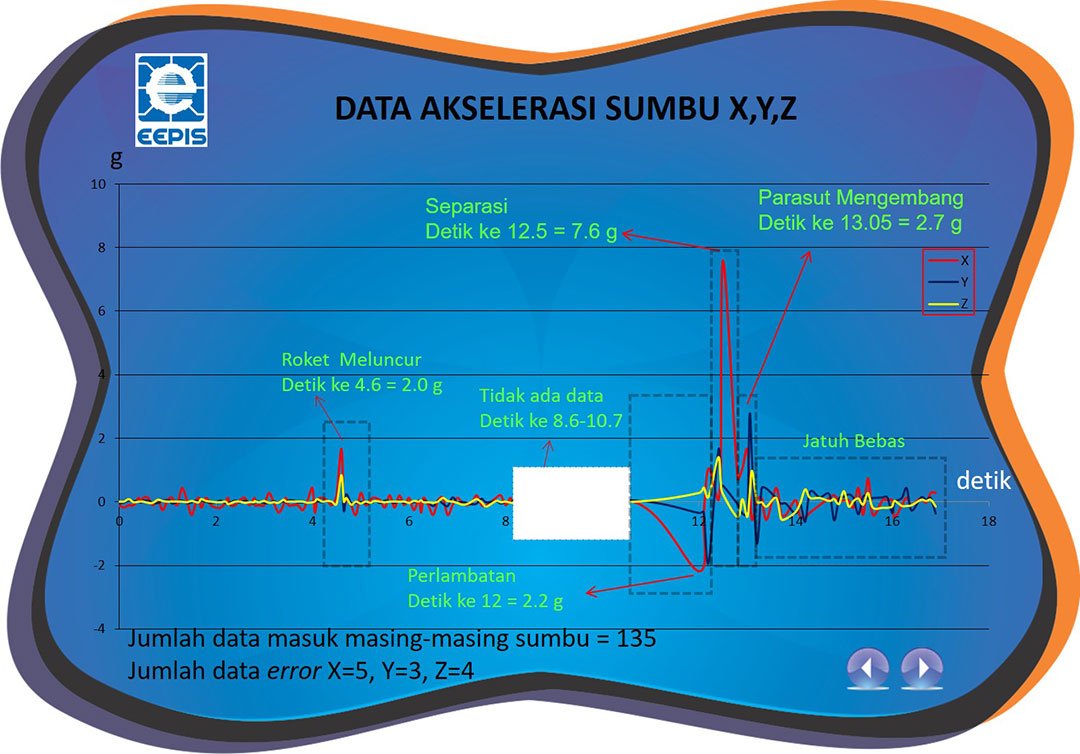 EEPIS
DATA AKSELERASI SUMBU X,Y,Z
g
10
8
6
4
2
0
-2
-4
Separasi
Detik ke 12.5 = 7.6 g
Parasut Mengembang
Detik ke 13.05 = 2.7 g
X
Y
Z
Roket Meluncur
Detik ke 4.6 = 2.0 g
Tidak ada data
Detik ke 8.6-10.7
Jatuh Bebas
detik
0 2 4 6 8 12 14 16 18
Perlambatan
Detik ke 12 = 2.2 g
Jumlah data masuk masing-masing sumbu = 135
Jumlah data error X=5, Y=3, Z=4